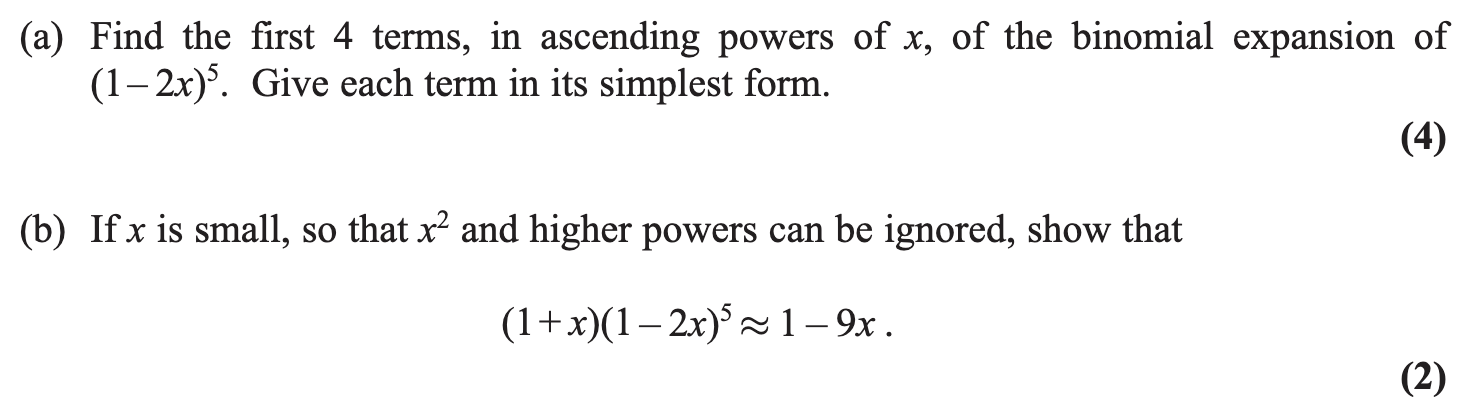 (a) Find the first 4 terms, in ascending powers of x, of the binomial expansion of
(1 – 2x)⁵. Give each term in its simplest form.
(4)
(b) If x is small, so that x² and higher powers can be ignored, show that
(1 + x)(1 – 2x)⁵ ≈ 1 – 9x .
(2)